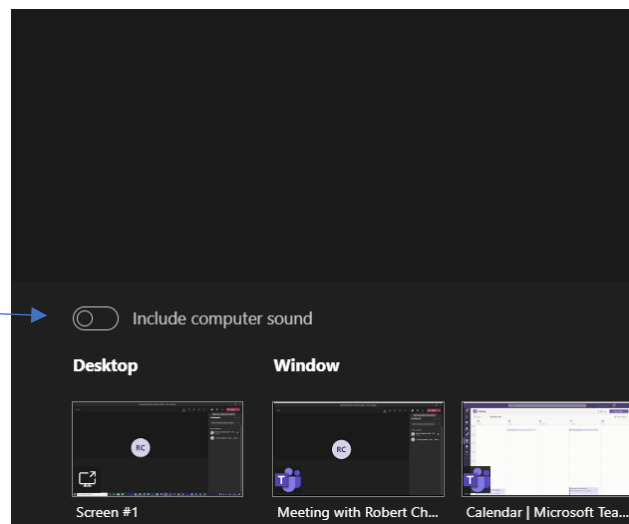 Include computer sound
Desktop Window
RC
RC
Screen #1 Meeting with Robert Ch... Calendar | Microsoft Tea...